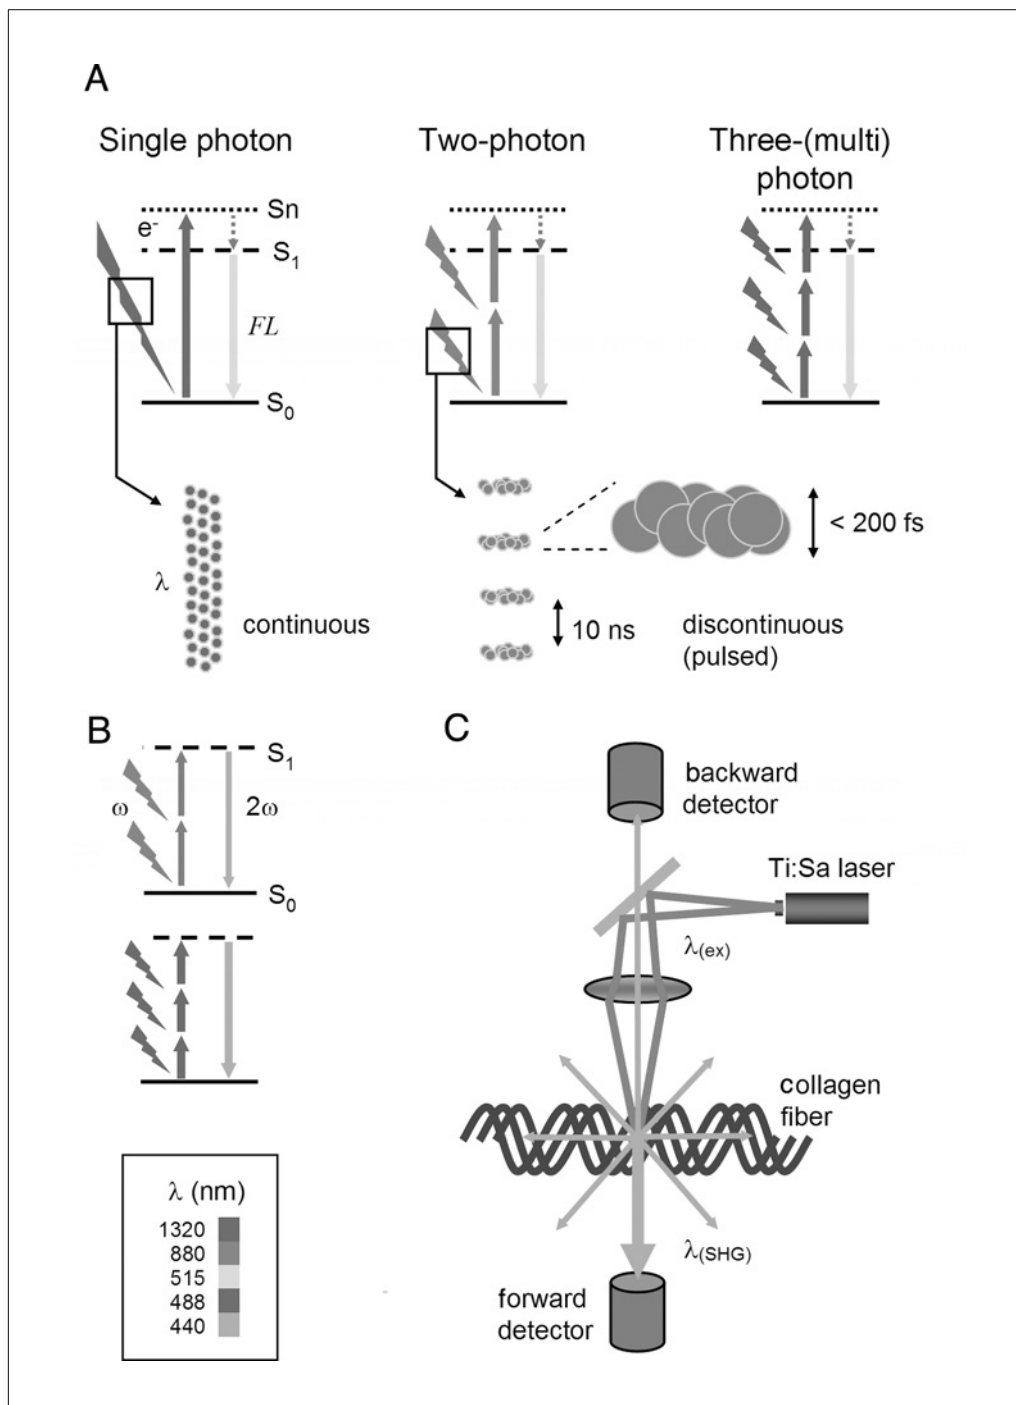 A
Single photon
Two-photon
Three-(multi)
photon
Sn
e-
S1
FL
S0
λ
continuous
10 ns
< 200 fs
discontinuous
(pulsed)
B
S1
ω
2ω
S0
λ (nm)
1320
880
515
488
440
C
backward
detector
Ti:Sa laser
λ(ex)
collagen
fiber
λ(SHG)
forward
detector